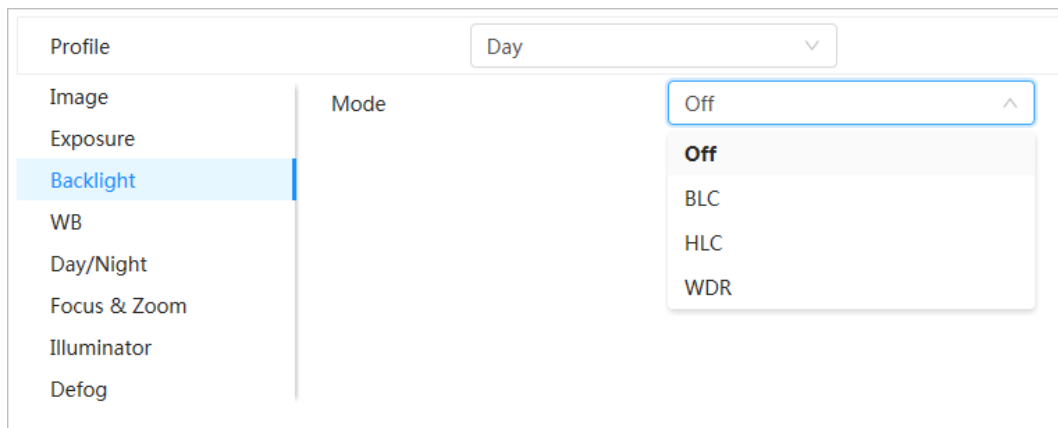 Profile Day
Image
Mode Off
Exposure
Off
Backlight
BLC
WB
HLC
Day/Night
WDR
Focus & Zoom
Illuminator
Defog